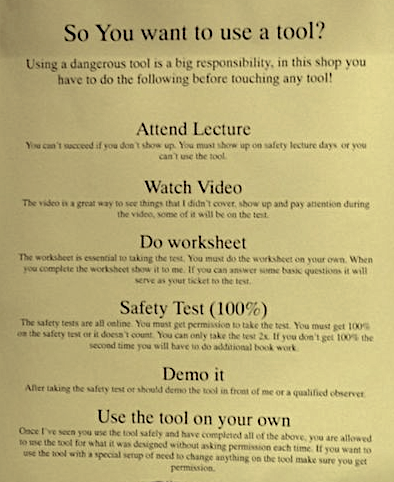 So You want to use a tool?
Using a dangerous tool is a big responsibility, in this shop you
have to do the following before touching any tool!
Attend Lecture
You can't succeed if you don't show up. You must show up on safety lecture days or you
can't use the tool.
Watch Video
The video is a great way to see things that I didn't cover, show up and pay attention during
the video, some of it will be on the test.
Do worksheet
The worksheet is essential to taking the test. You must do the worksheet on your own. When
you complete the worksheet show it to me. If you can answer some basic questions it will
serve as your ticket to the test.
Safety Test (100%)
The safety tests are all online. You must get permission to take the test. You must get 100%
on the safety test or it doesn't count. You can only take the test 2x. If you don't get 100% the
second time you will have to do additional book work.
Demo it
After taking the safety test or should demo the tool in front of me or a qualified observer.
Use the tool on your own
Once I've seen you use the tool safely and have completed all of the above, you are allowed
to use the tool for what it was designed without asking permission each time. If you want to
use the tool with a special setup of need to change anything on the tool make sure you get
permission.